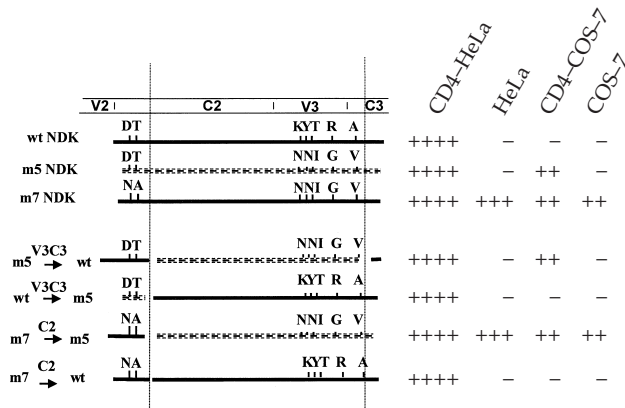 CD4–HeLa HeLa CD4–COS–7 COS–7
V2 C2 V3 C3
DT KYT R A
wt NDK ++++ – – –
DT NNI G V
m5 NDK ++++ – ++ –
NA NNI G V
m7 NDK ++++ +++ ++ ++
V3C3 DT NNI G V
m5 → wt ++++ – ++ –
V3C3 DT KYT R A
wt → m5 ++++ – – –
C2 NA NNI G V
m7 → m5 ++++ +++ ++ ++
C2 NA KYT R A
m7 → wt ++++ – – –